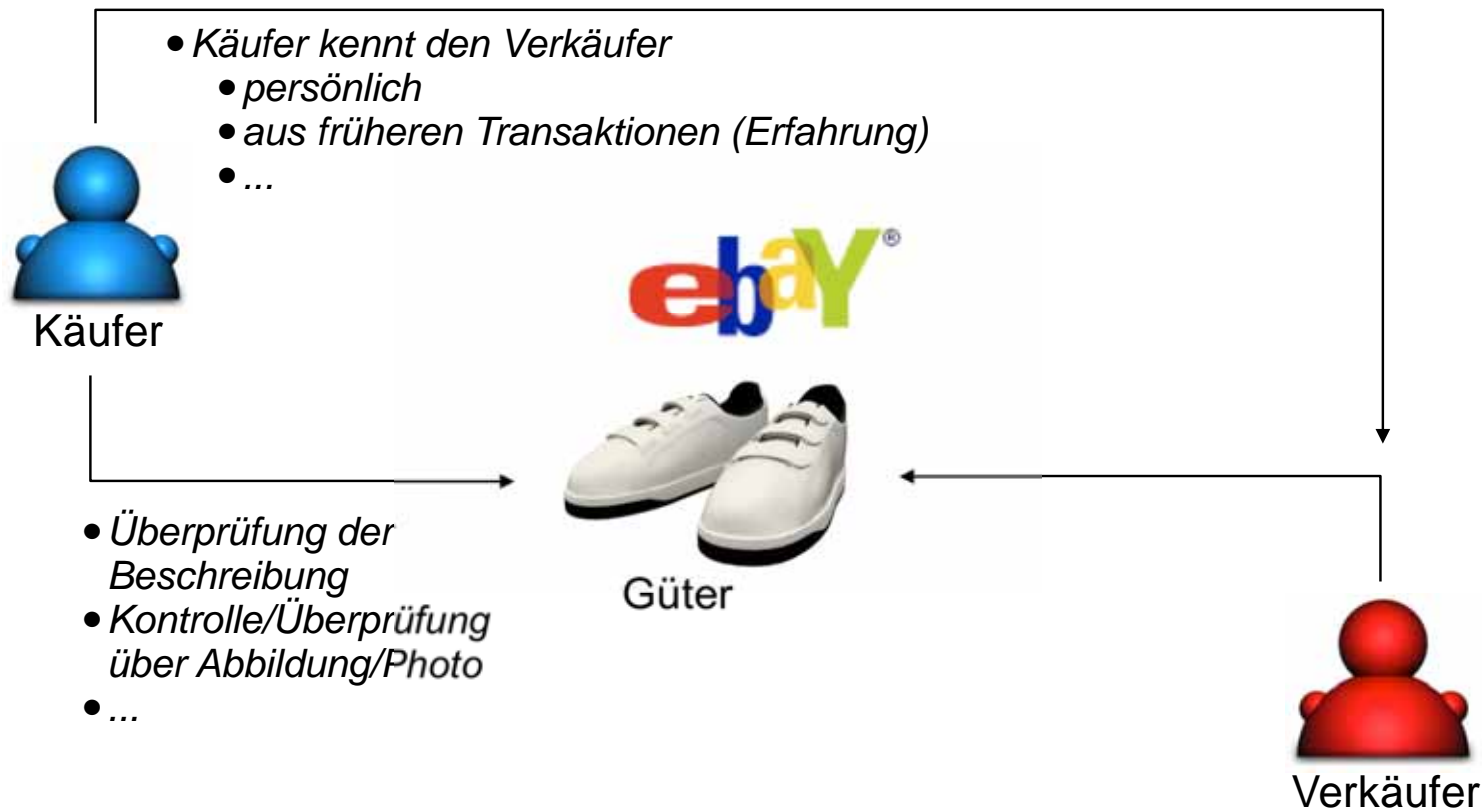 • Käufer kennt den Verkäufer
• persönlich
• aus früheren Transaktionen (Erfahrung)
• ...
Käufer
ebaY®
• Überprüfung der
Beschreibung
• Kontrolle/Überprüfung
über Abbildung/Photo
• ...
Güter
Verkäufer